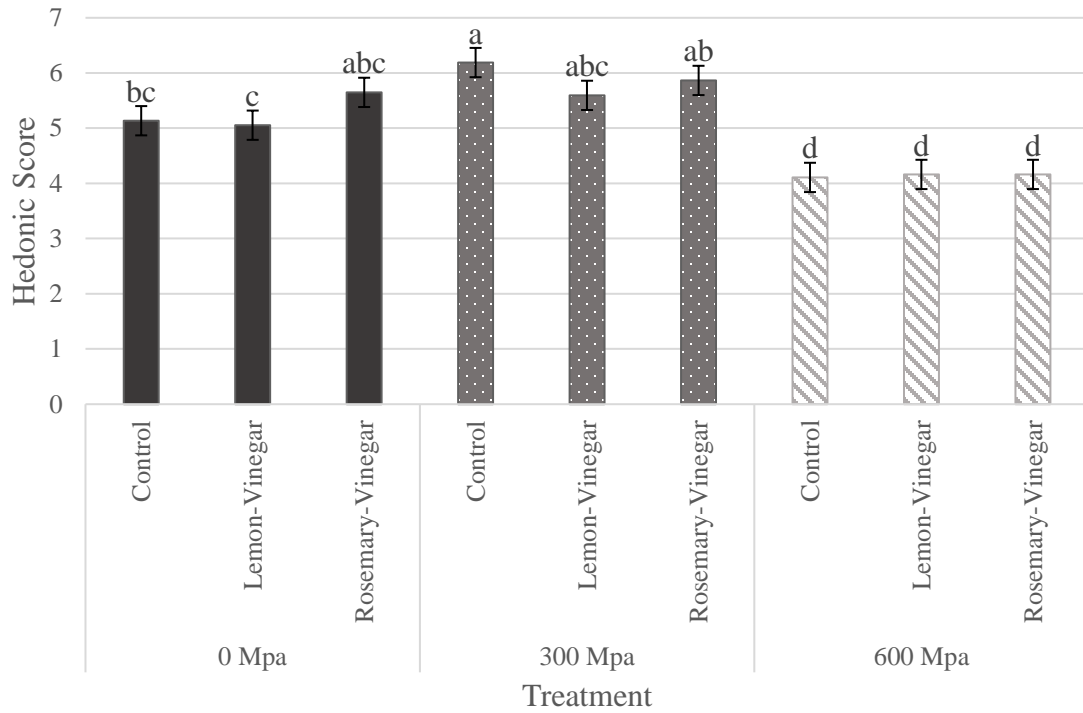 7
6
5
4
3
2
1
0
Hedonic Score
bc
c
abc
a
abc
ab
d
d
d
Control
Lemon-Vinegar
Rosemary-Vinegar
Control
Lemon-Vinegar
Rosemary-Vinegar
Control
Lemon-Vinegar
Rosemary-Vinegar
0 Mpa
300 Mpa
600 Mpa
Treatment